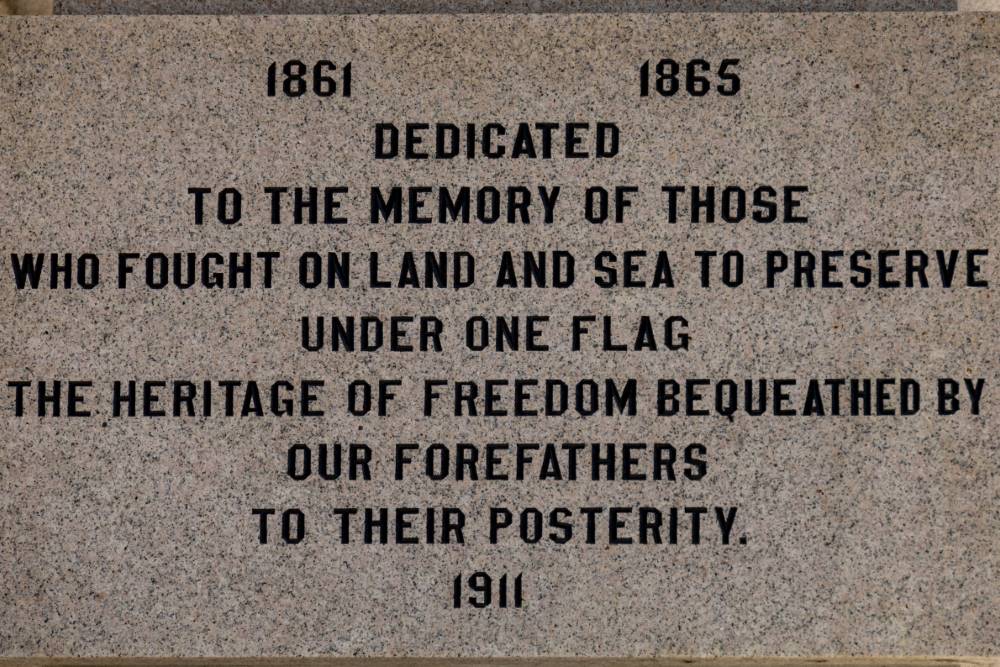 1861 1865
DEDICATED
TO THE MEMORY OF THOSE
WHO FOUGHT ON LAND AND SEA TO PRESERVE
UNDER ONE FLAG
THE HERITAGE OF FREEDOM BEQUEATHED BY
OUR FOREFATHERS
TO THEIR POSTERITY.
1911